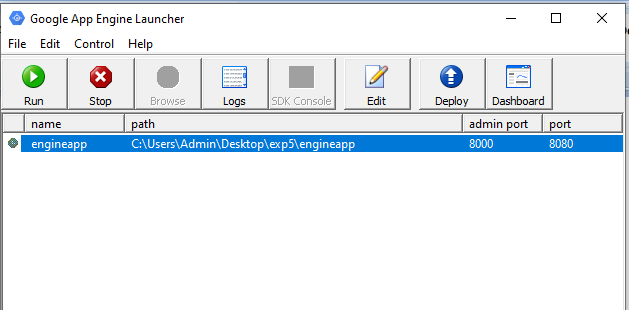 Google App Engine Launcher
File Edit Control Help
Run Stop Browse Logs SDK Console Edit Deploy Dashboard
name path admin port port
engineapp C:\Users\Admin\Desktop\exp5\engineapp 8000 8080